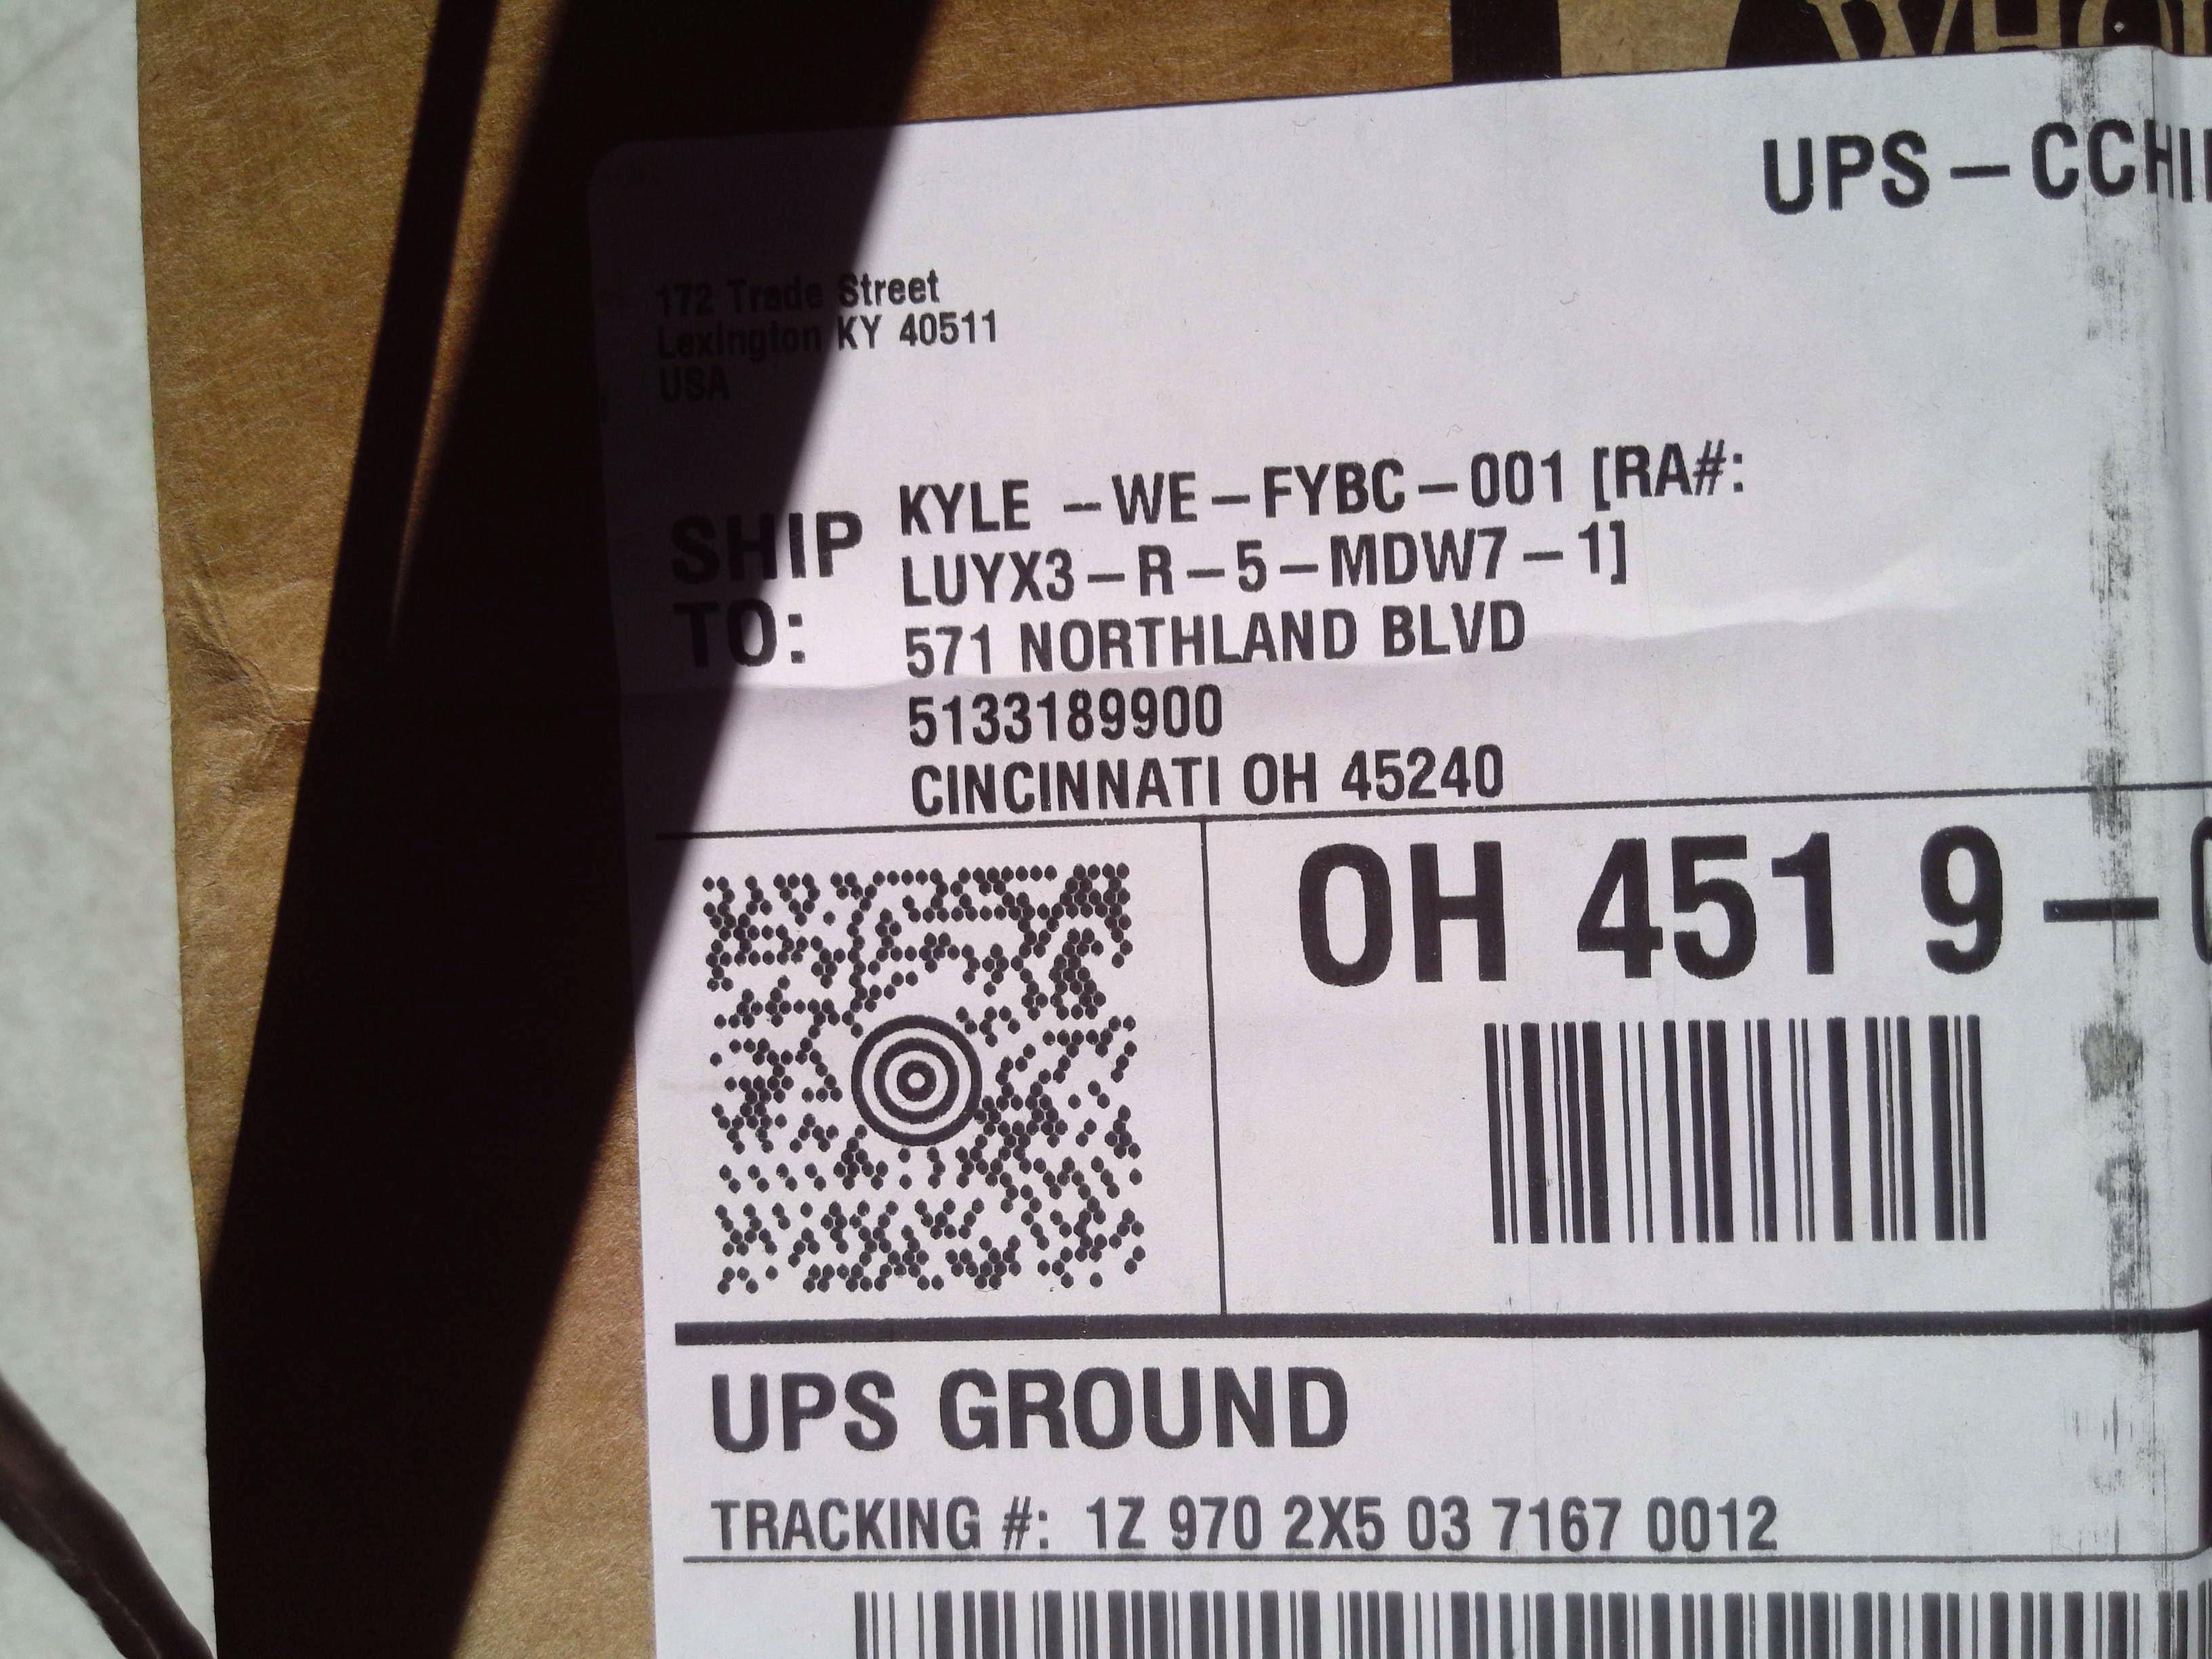 UPS – CCHI
172 Trade Street
Lexington KY 40511
USA
SHIP TO:
KYLE –WE–FYBC–001 [RA#:
LUYX3–R–5–MDW7–1]
571 NORTHLAND BLVD
5133189900
CINCINNATI OH 45240
OH 451 9–
UPS GROUND
TRACKING #: 1Z 970 2X5 03 7167 0012